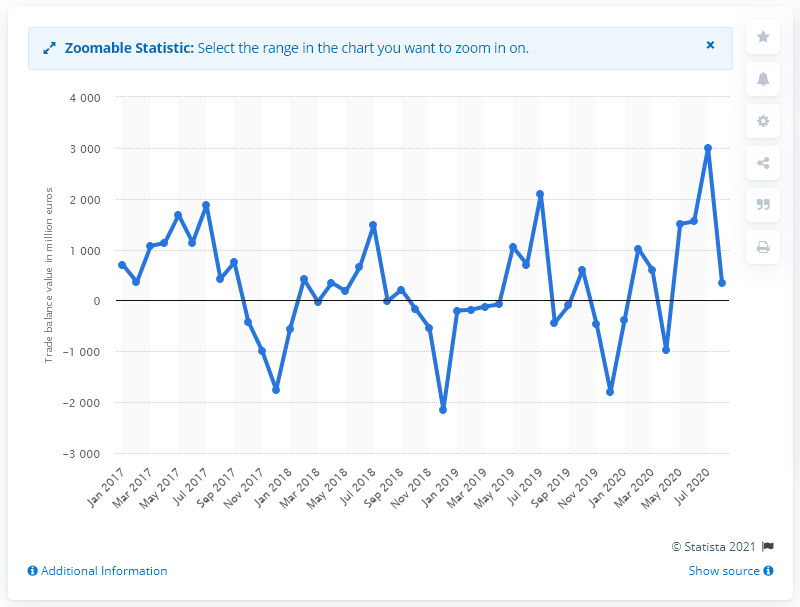 Zoomable Statistic: Select the range in the chart you want to zoom in on.
×
4 000
3 000
2 000
1 000
0
−1 000
−2 000
−3 000
Trade balance value in million euros
Jan 2017
Mar 2017
May 2017
Jul 2017
Sep 2017
Nov 2017
Jan 2018
Mar 2018
May 2018
Jul 2018
Sep 2018
Nov 2018
Jan 2019
Mar 2019
May 2019
Jul 2019
Sep 2019
Nov 2019
Jan 2020
Mar 2020
May 2020
Jul 2020
© Statista 2021
Additional Information
Show source